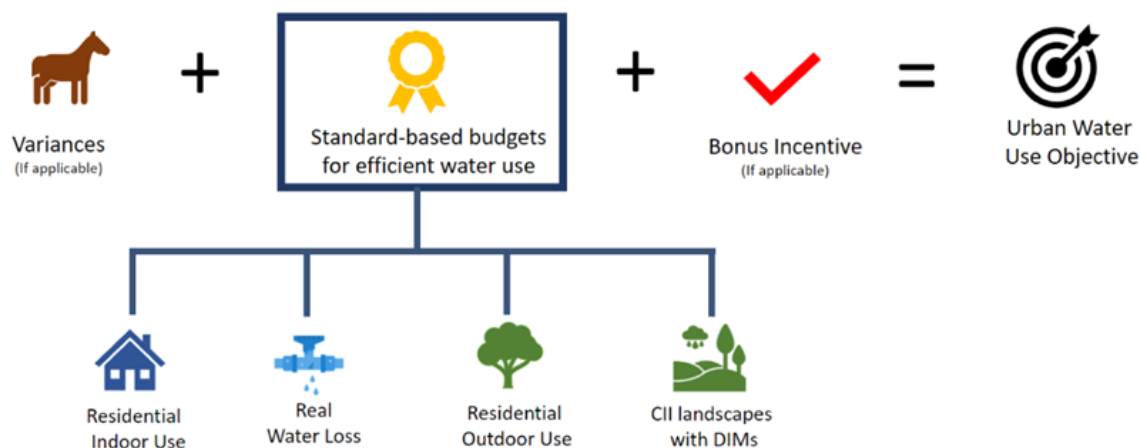 Variances
(If applicable)
+
Standard-based budgets
for efficient water use
+
Bonus Incentive
(If applicable)
=
Urban Water
Use Objective
Residential
Indoor Use
Real
Water Loss
Residential
Outdoor Use
CII landscapes
with DIMs